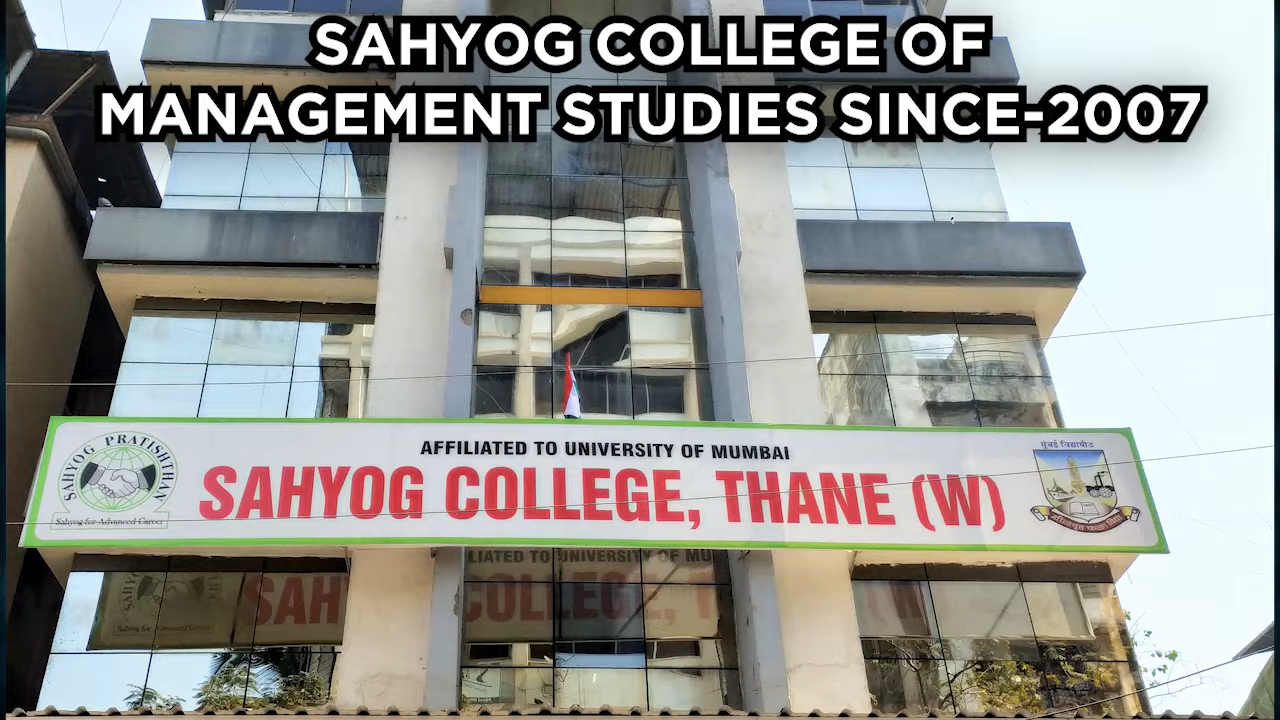 SAHYOG COLLEGE OF
MANAGEMENT STUDIES SINCE-2007
AFFILIATED TO UNIVERSITY OF MUMBAI
SAHYOG COLLEGE, THANE (W)
SAHYOG PRATISHTHAN
Sahyog for Advanced Career
मुंबई विद्यापीठ